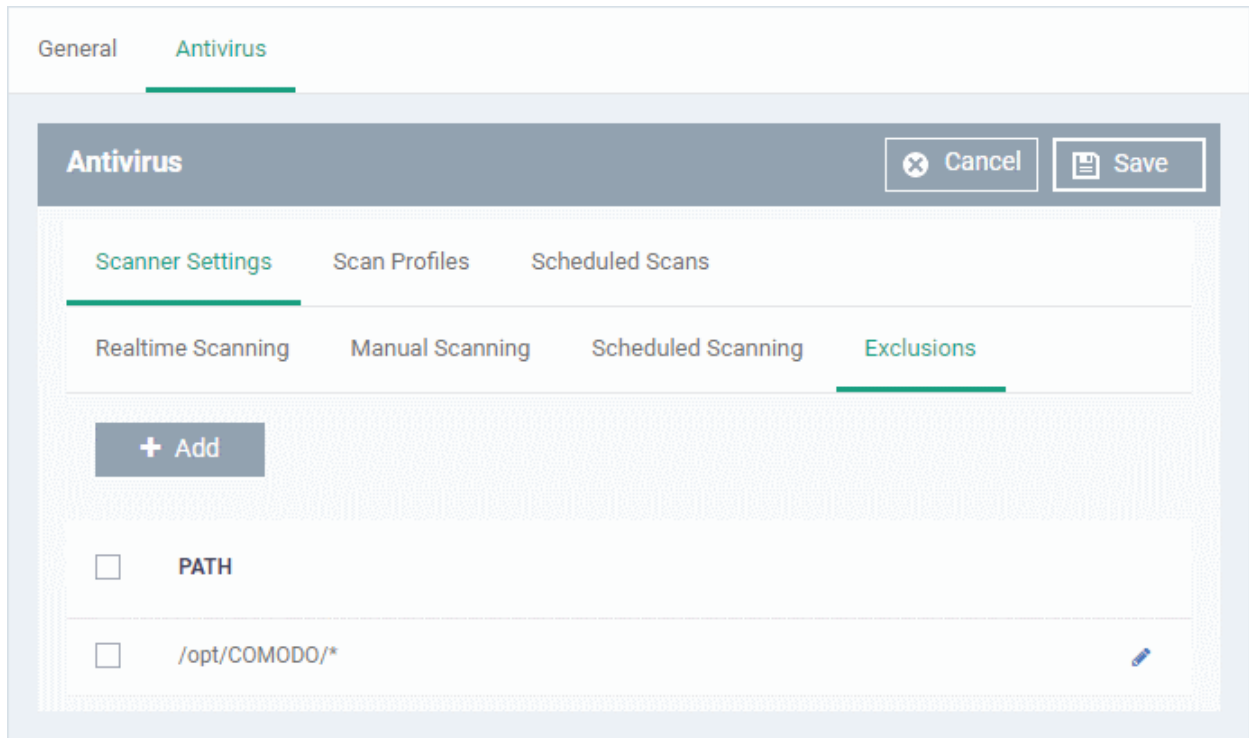 General Antivirus
Antivirus Cancel Save
Scanner Settings Scan Profiles Scheduled Scans
Realtime Scanning Manual Scanning Scheduled Scanning Exclusions
+ Add
PATH
/opt/COMODO/*